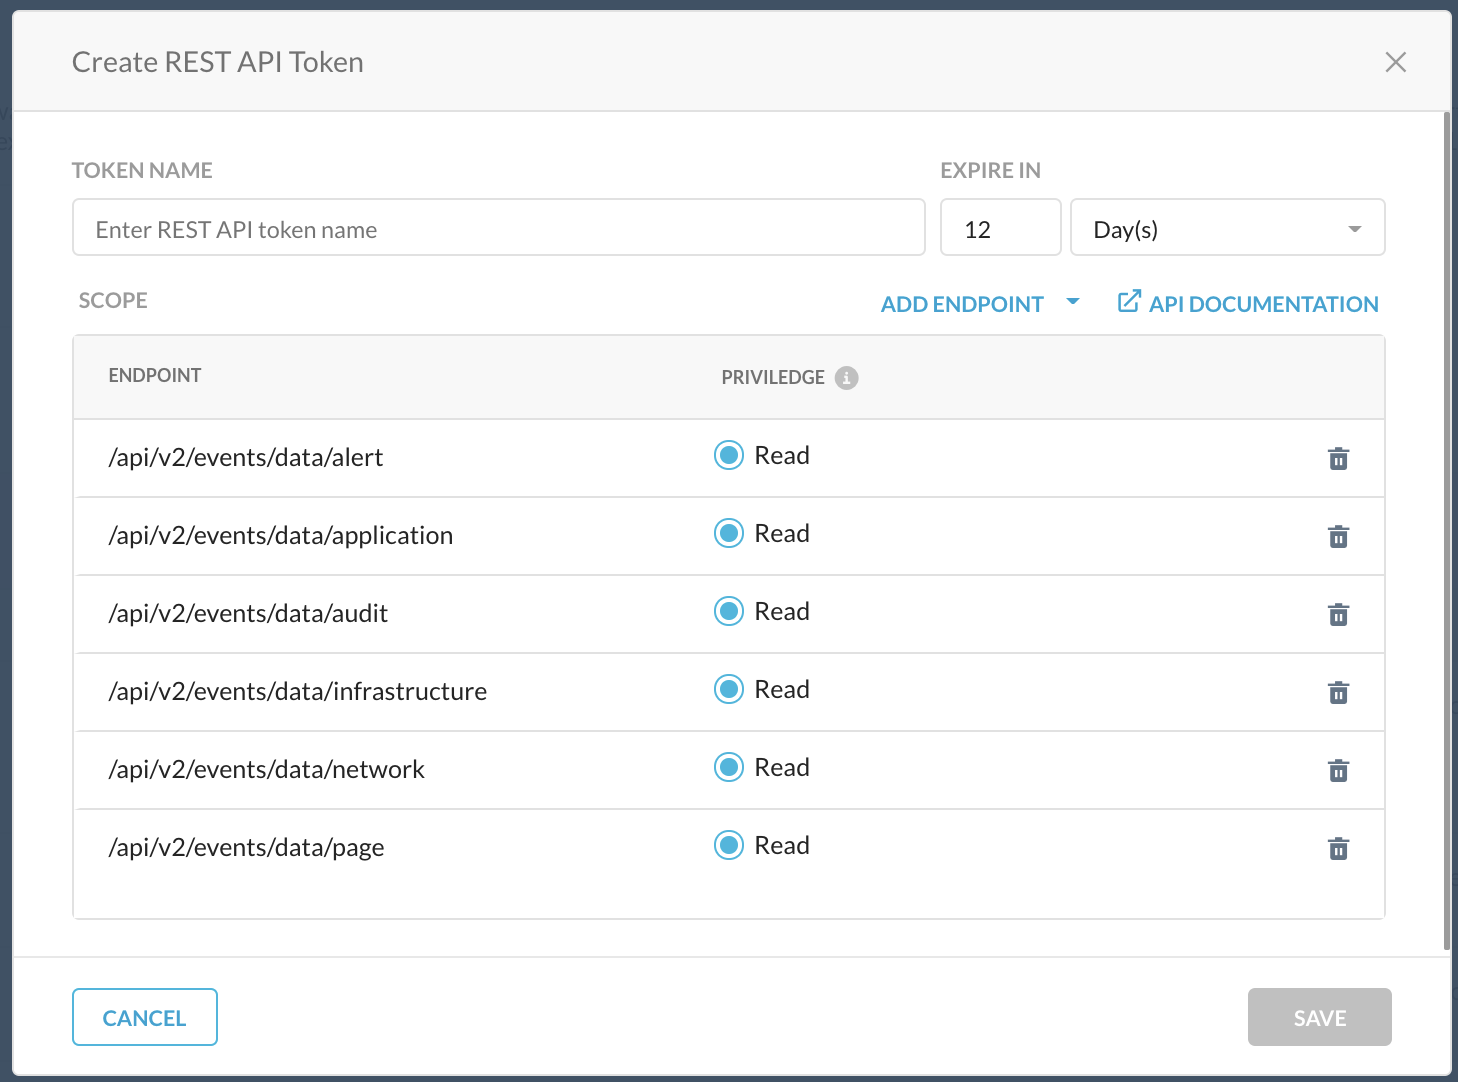 Create REST API Token
TOKEN NAME
EXPIRE IN
Enter REST API token name
12
Day(s)
SCOPE
ADD ENDPOINT
API DOCUMENTATION
ENDPOINT
PRIVILEDGE
/api/v2/events/data/alert
Read
/api/v2/events/data/application
Read
/api/v2/events/data/audit
Read
/api/v2/events/data/infrastructure
Read
/api/v2/events/data/network
Read
/api/v2/events/data/page
Read
CANCEL
SAVE